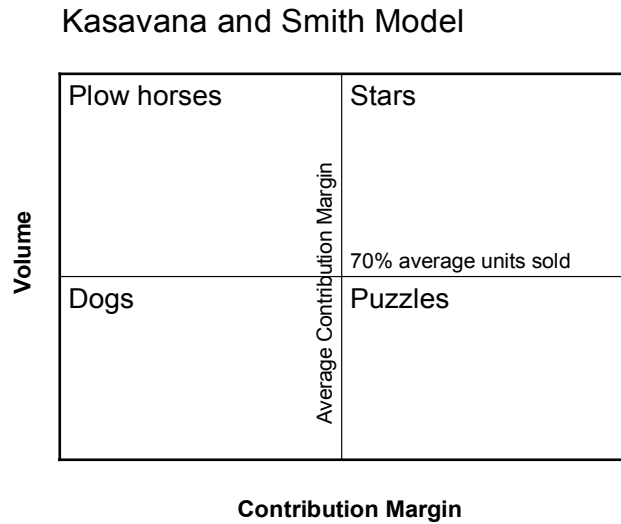 Kasavana and Smith Model
Plow horses
Stars
Volume
Average Contribution Margin
70% average units sold
Dogs
Puzzles
Contribution Margin